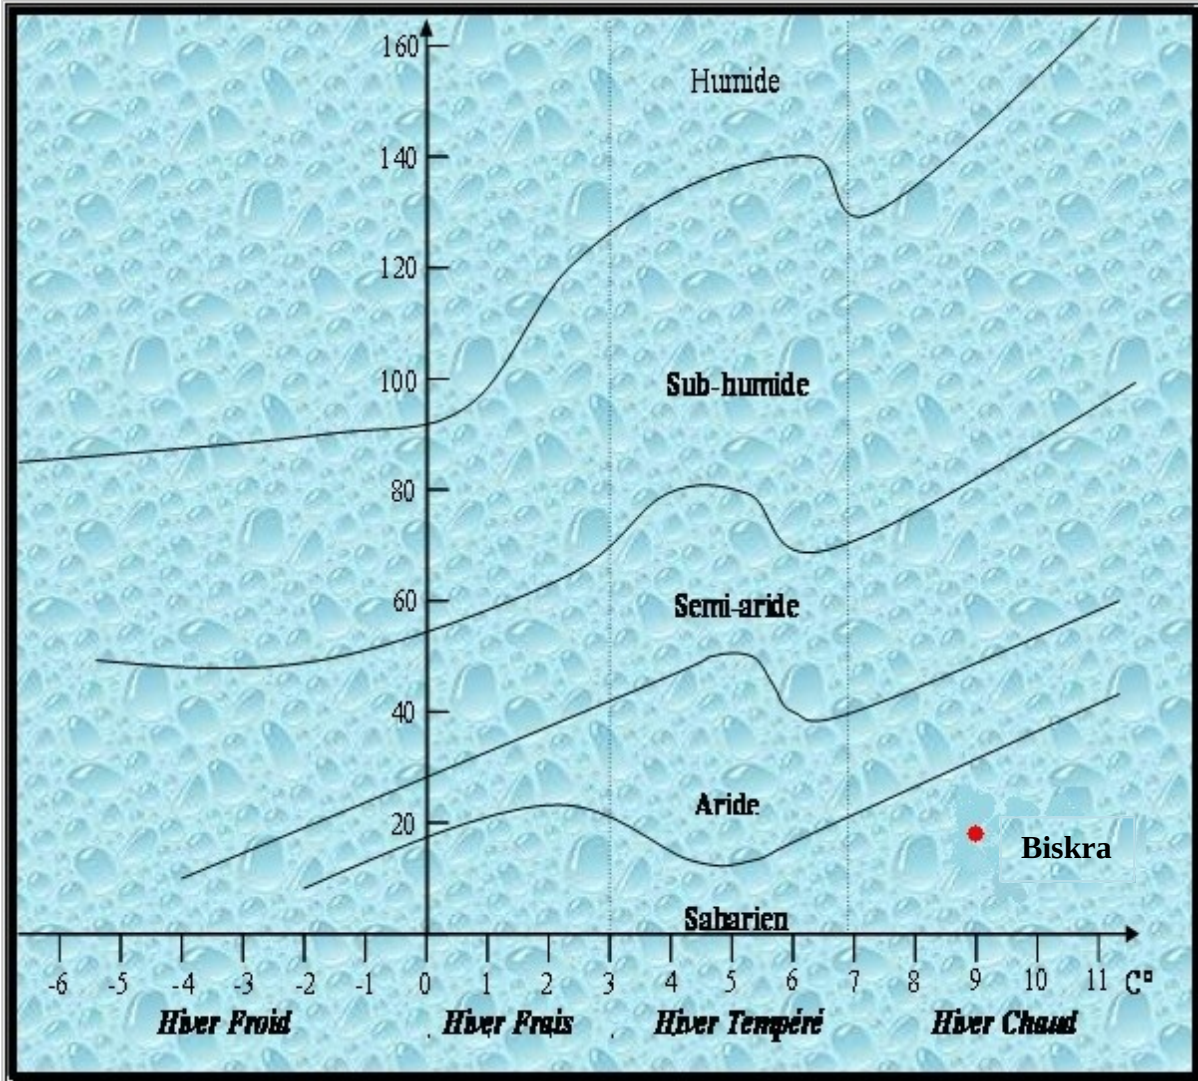 160
Humide
140
120
100
Sub-humide
80
60
Semi-aride
40
Aride
20
Biskra
Saharien
-6 -5 -4 -3 -2 -1 0 1 2 3 4 5 6 7 8 9 10 11 C°
Hiver Froid Hiver Frais Hiver Tempéré Hiver Chaud